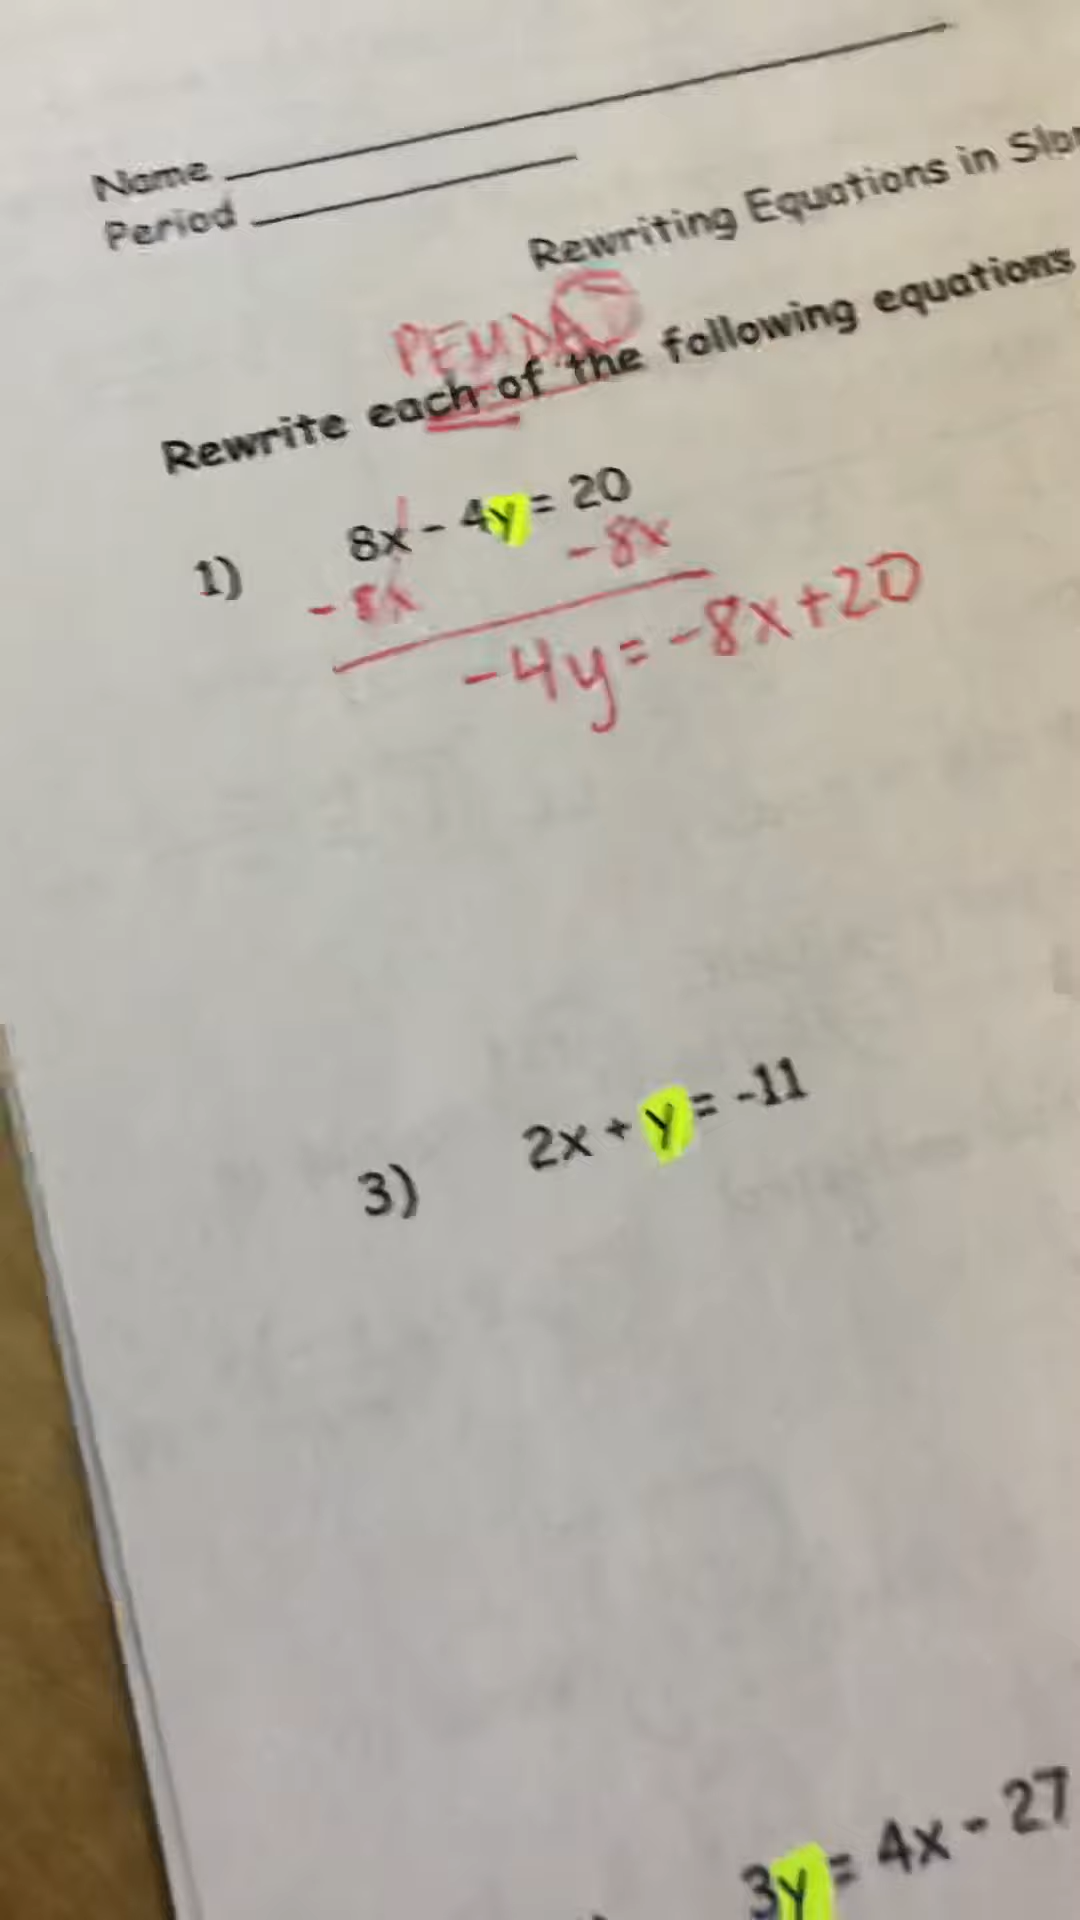 Name
Period
Rewriting Equations in Slo
PEMDAS
Rewrite each of the following equations
1) 8x - 4y = 20
- 8x - 8x
-4y = -8x + 20
3) 2x + y = -11
3y = 4x - 27